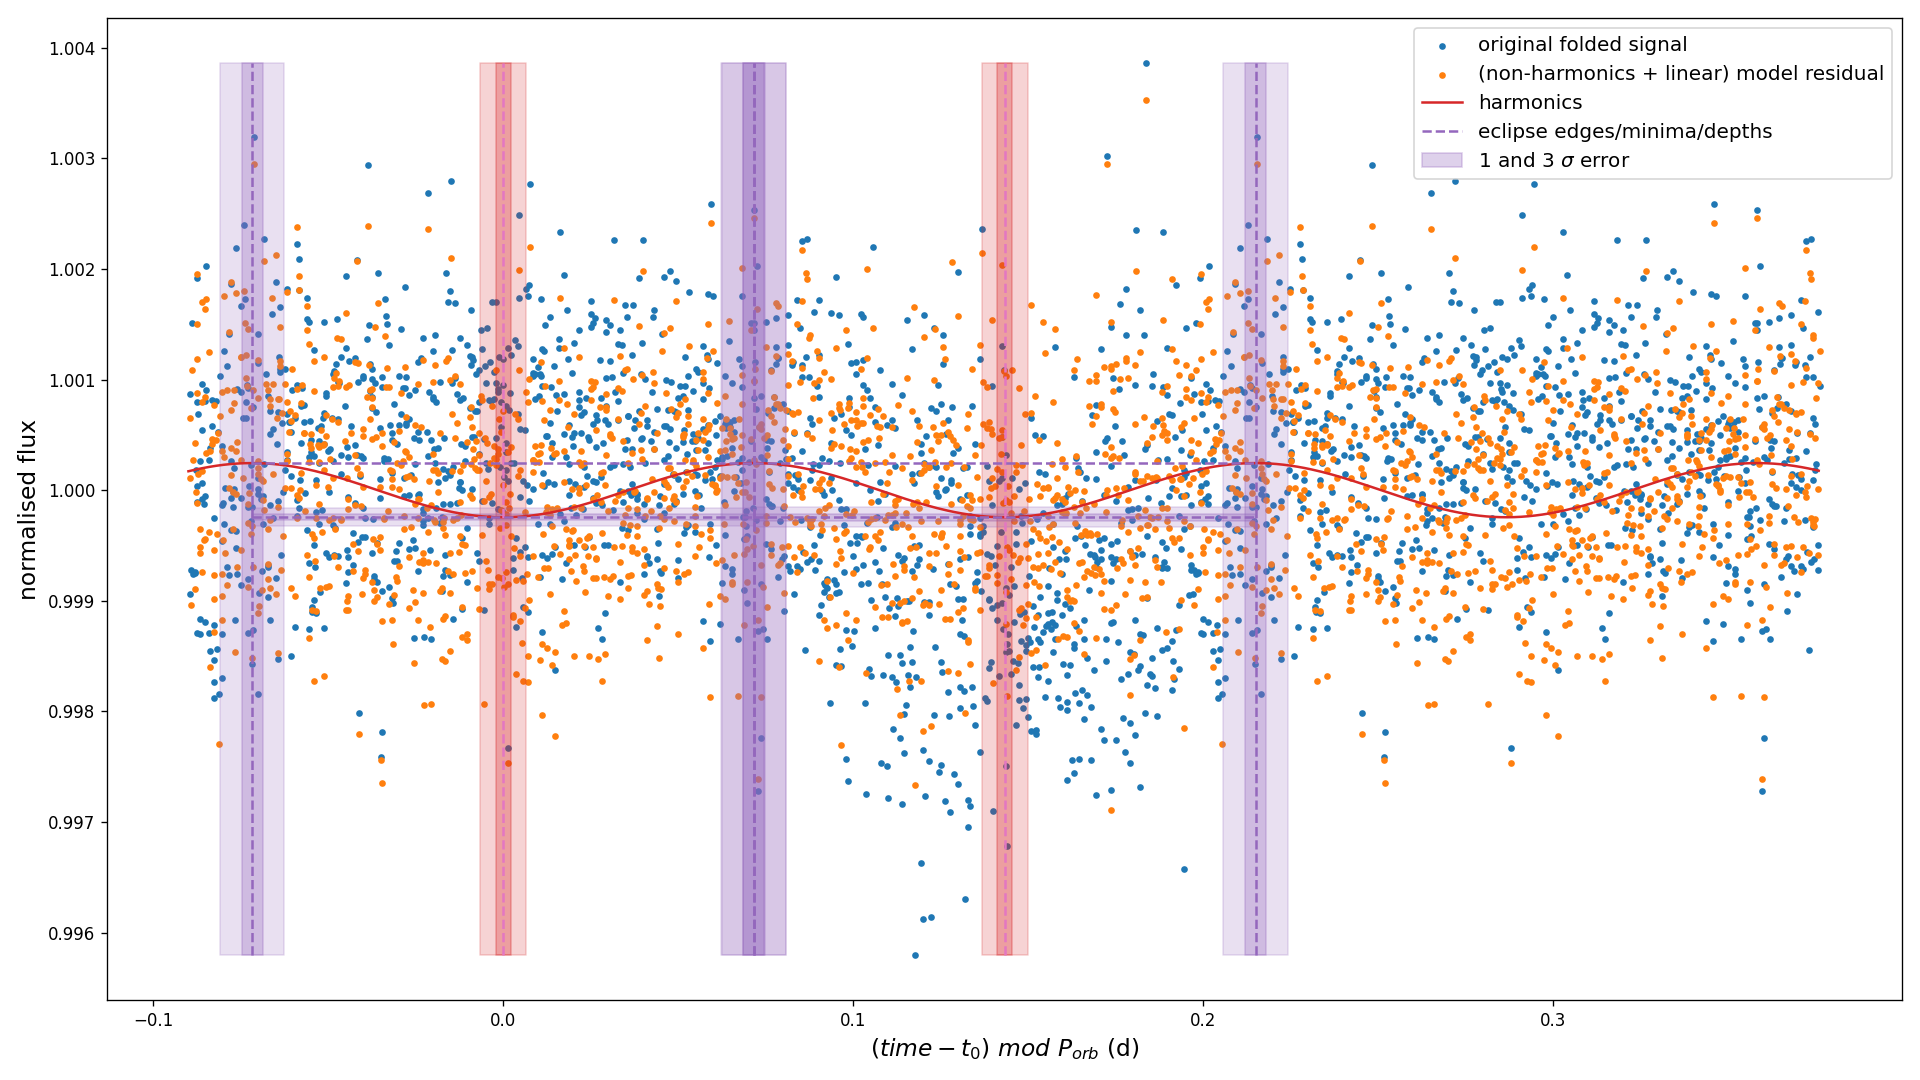 1.004
1.003
1.002
1.001
1.000
0.999
0.998
0.997
0.996
normalised flux
original folded signal
(non-harmonics + linear) model residual
harmonics
eclipse edges/minima/depths
1 and 3 σ error
−0.1
0.0
0.1
0.2
0.3
(time − t₀) mod Pₒᵣb (d)